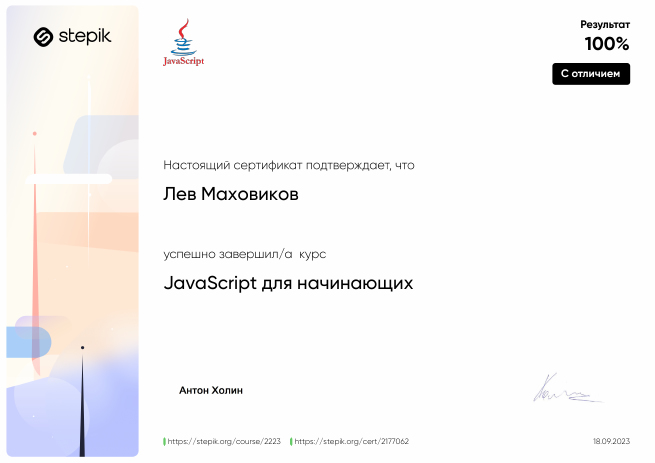 stepik
JavaScript
Результат
100%
С отличием
Настоящий сертификат подтверждает, что
Лев Маховиков
успешно завершил/а курс
JavaScript для начинающих
Антон Холин
https://stepik.org/course/2223
https://stepik.org/cert/2177062
18.09.2023